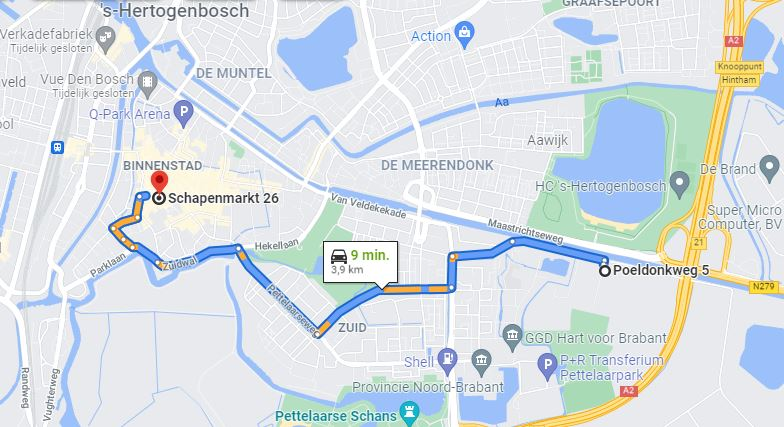 's-Hertogenbosch
GRAAFSEPOORT
Verkadefabriek
Tijdelijk gesloten
Action
A2
Knooppunt
Hintham
DE MUNTEL
Vue Den Bosch
Tijdelijk gesloten
Q-Park Arena
Aa
Aawijk
BINNENSTAD
DE MEERENDONK
De Brand
HC 's-Hertogenbosch
Schapenmarkt 26
Van Veldekekade
Maastrichtseweg
Super Micro
Computer, BV
21
Hekellaan
Parklaan
Zuidwal
9 min.
3,9 km
Poeldonkweg 5
N279
Pettelaarseweg
ZUID
GGD Hart voor Brabant
Shell
P+R Transferium
Pettelaarpark
Provincie Noord-Brabant
A2
Randweg
Vughterweg
Pettelaarse Schans